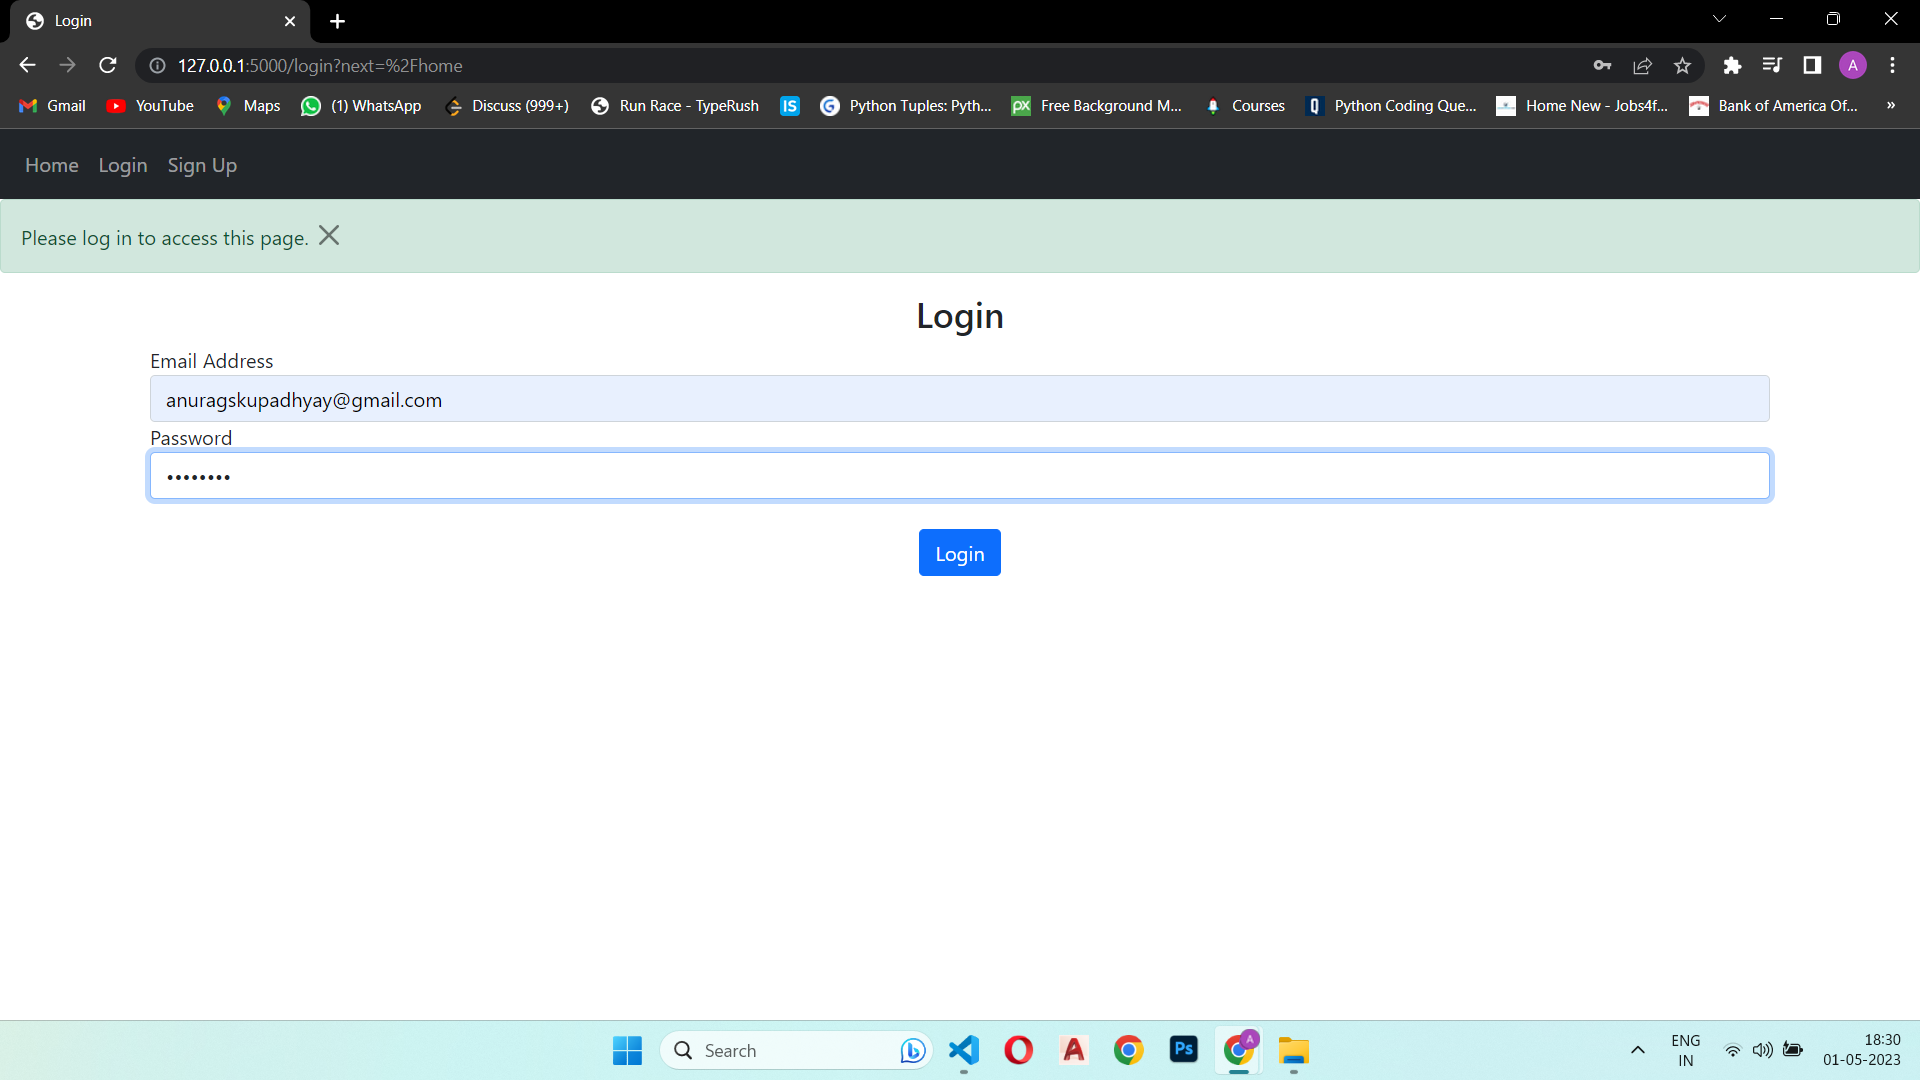 Login
127.0.0.1:5000/login?next=%2Fhome
A
Gmail YouTube Maps (1) WhatsApp Discuss (999+) Run Race - TypeRush IS Python Tuples: Pyth... px Free Background M... Courses Python Coding Que... Home New - Jobs4f... Bank of America Of... »
Home Login Sign Up
Please log in to access this page.
Login
Email Address
anuragskupadhyay@gmail.com
Password
••••••••
Login
Search
Ps
A
ENG
IN
18:30
01-05-2023